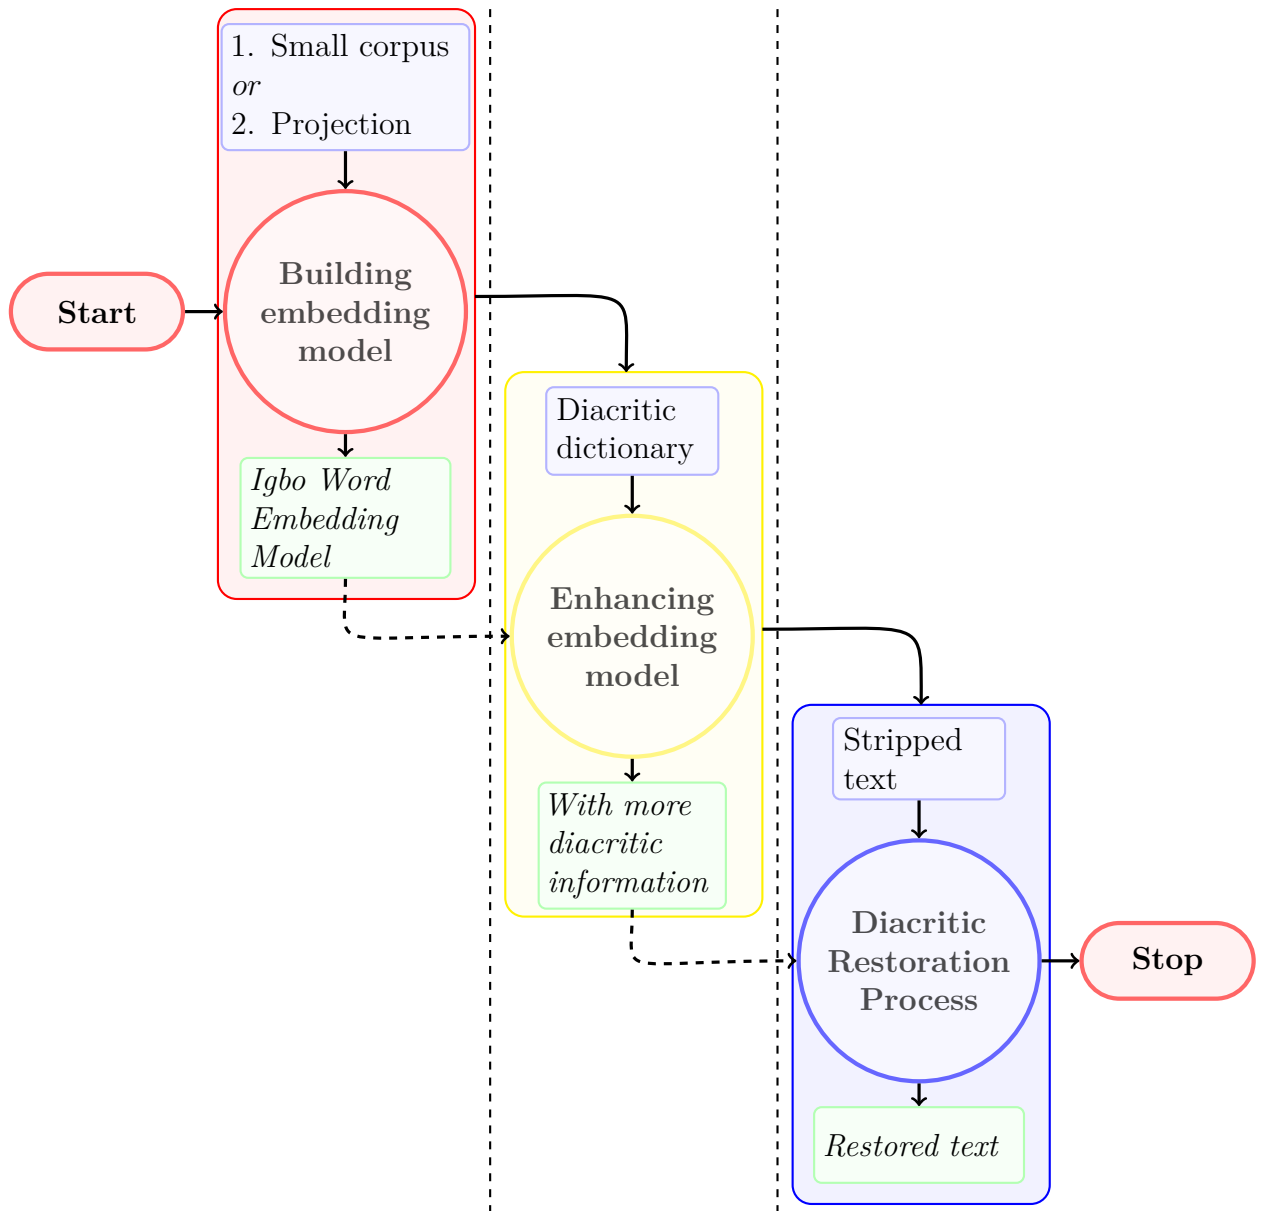 1. Small corpus
or
2. Projection
Start
Building
embedding
model
Igbo Word
Embedding
Model
Diacritic
dictionary
Enhancing
embedding
model
With more
diacritic
information
Stripped
text
Diacritic
Restoration
Process
Stop
Restored text